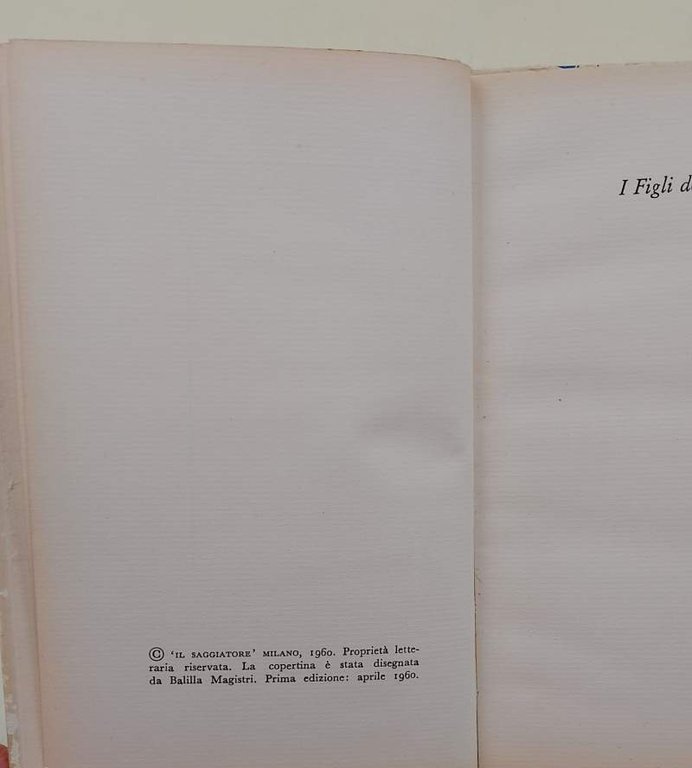 © 'IL SAGGIATORE' MILANO, 1960. Proprietà lette-
raria riservata. La copertina è stata disegnata
da Balilla Magistri. Prima edizione: aprile 1960.
I Figli